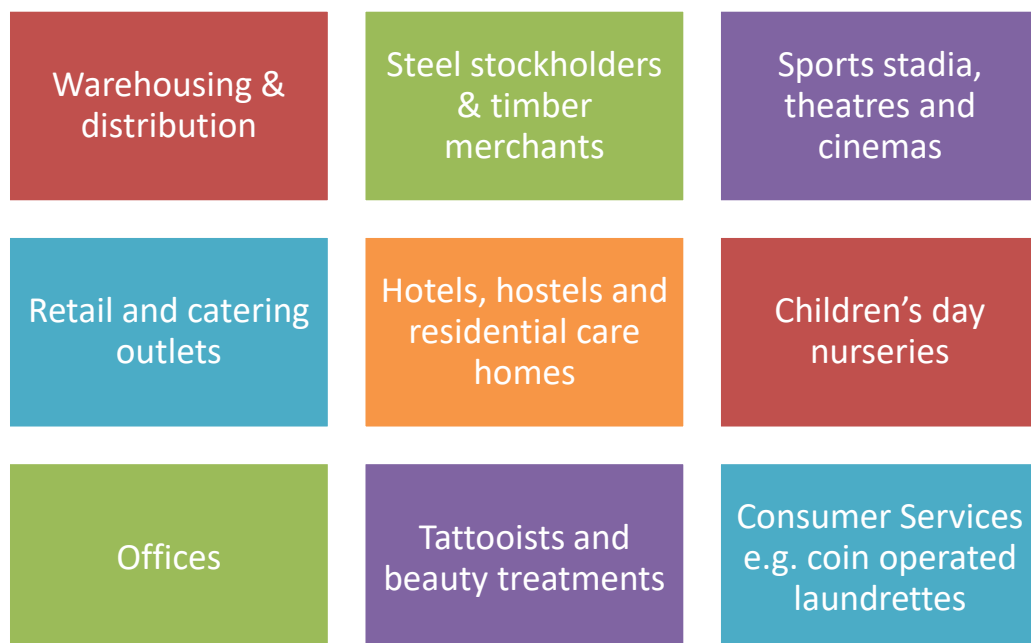 Warehousing &
distribution
Steel stockholders
& timber
merchants
Sports stadia,
theatres and
cinemas
Retail and catering
outlets
Hotels, hostels and
residential care
homes
Children’s day
nurseries
Offices
Tattooists and
beauty treatments
Consumer Services
e.g. coin operated
laundrettes